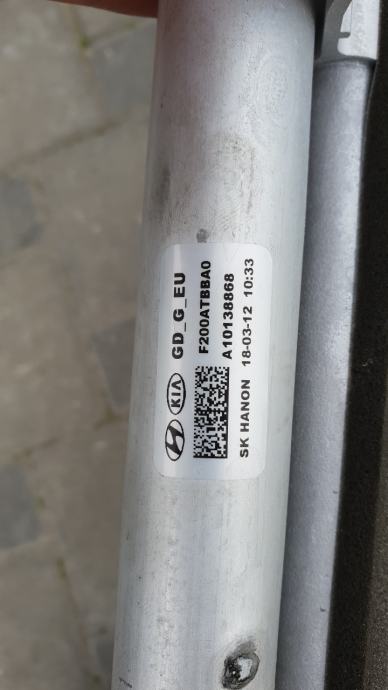 KIA GD_G_EU
F200ATBBA0
A10138868
SK HANON 18-03-12 10:33